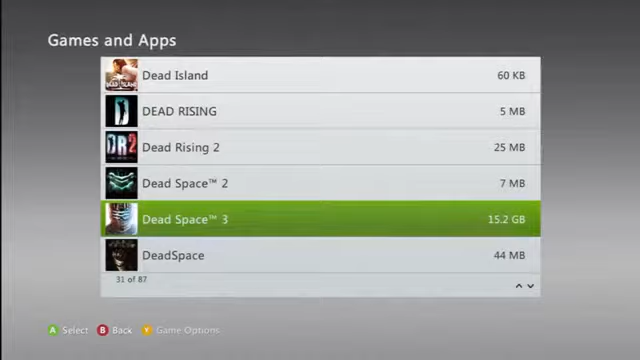 Games and Apps
Dead Island 60 KB
DEAD RISING 5 MB
Dead Rising 2 25 MB
Dead Space™ 2 7 MB
Dead Space™ 3 15.2 GB
DeadSpace 44 MB
31 of 87
A Select B Back Y Game Options